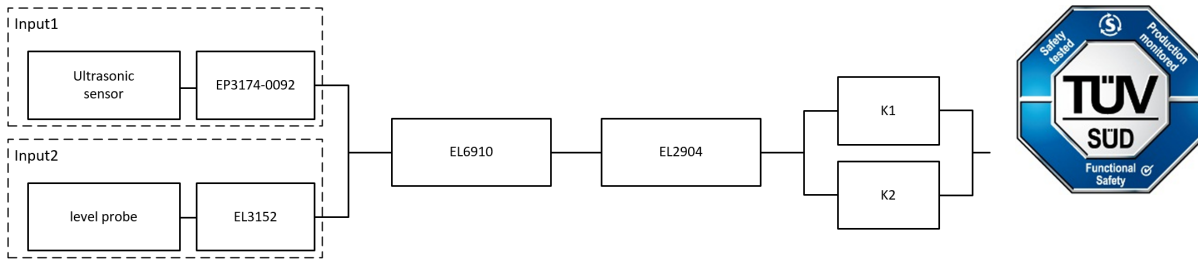 Input1
Ultrasonic
sensor
EP3174-0092
Input2
level probe
EL3152
EL6910
EL2904
K1
K2
Safety
tested
S
Production
monitored
TÜV
SÜD
Functional
Safety